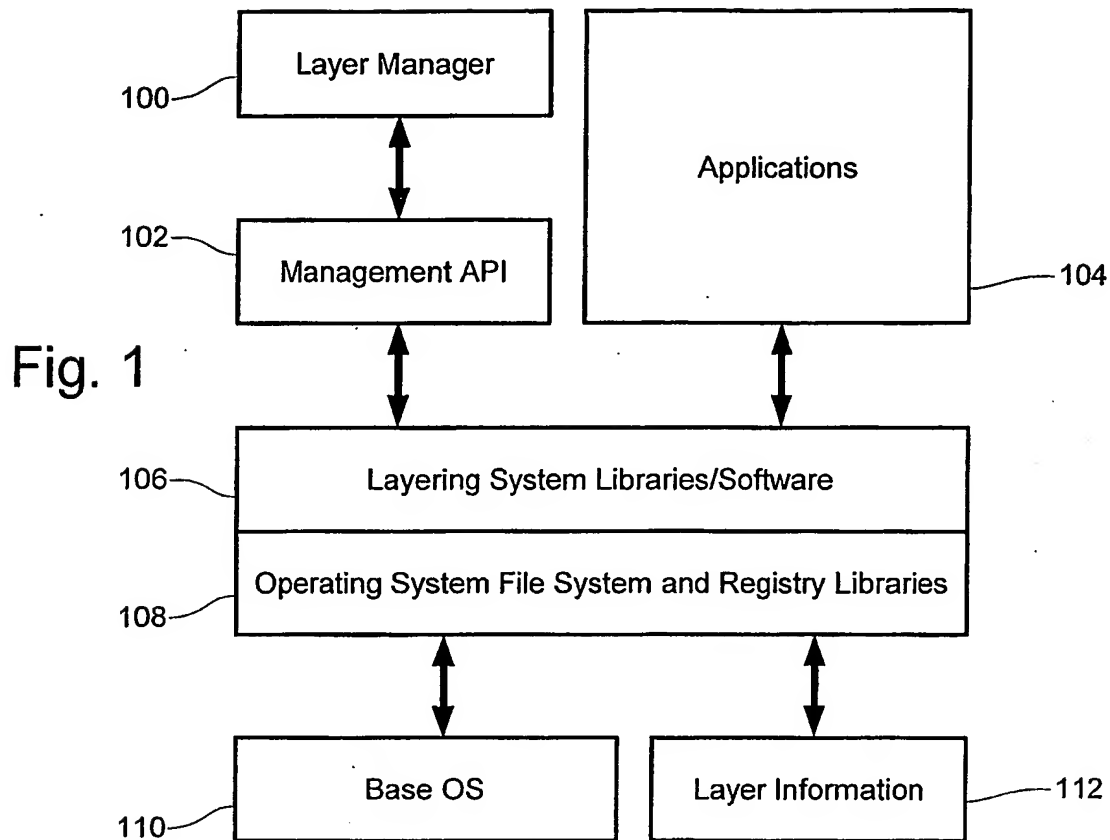 Layer Manager
100
Applications
102
Management API
104
Fig. 1
106
Layering System Libraries/Software
Operating System File System and Registry Libraries
108
Base OS
110
Layer Information
112